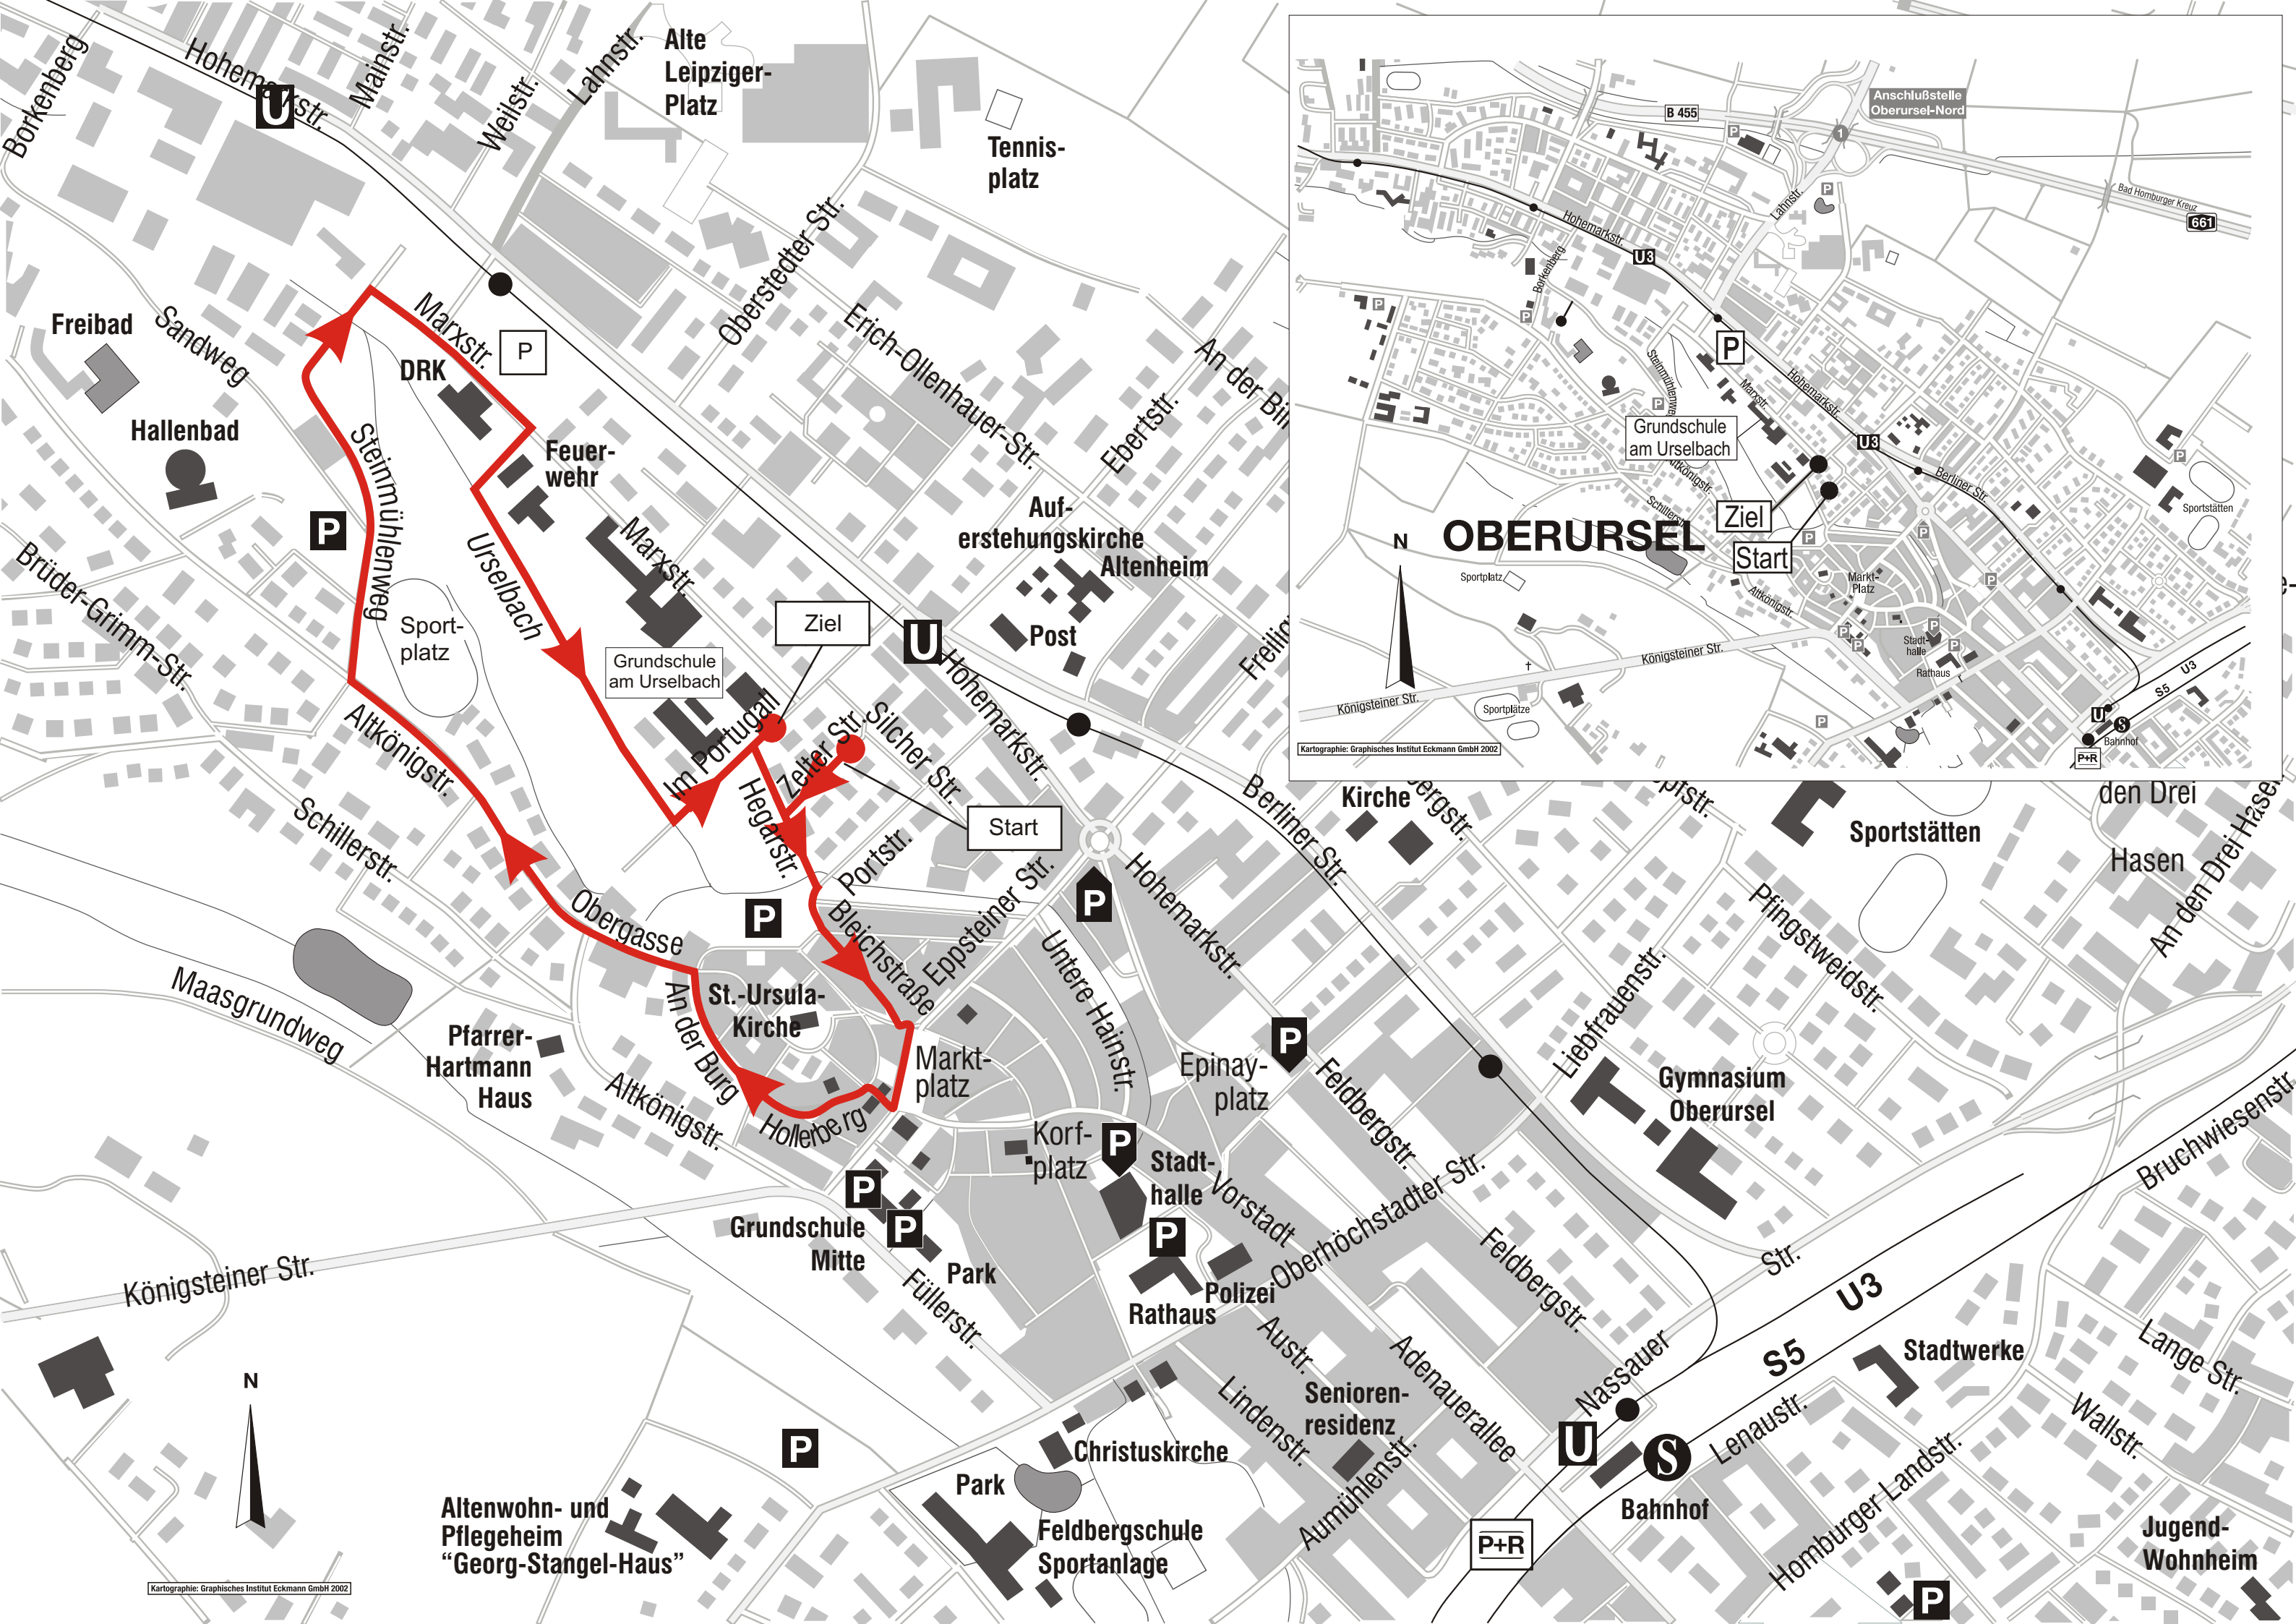 Borkenberg
Hohemarkstr.
U
Mainstr.
Weilstr.
Lahnstr.
Alte
Leipziger-
Platz
Tennis-
platz
Oberstedter Str.
Erich-Ollenhauer-Str.
Ebertstr.
An der Bi
Freibad
Sandweg
Hallenbad
Marxstr.
P
DRK
Feuer-
wehr
Steinmühlenweg
P
Urselbach
Marxstr.
Sport-
platz
Brüder-Grimm-Str.
Altkönigstr.
Schillerstr.
Auf-
erstehungskirche
Altenheim
Post
Freilig
Ziel
Grundschule
am Urselbach
U
Hohemarkstr.
Im Portugall
Zelter Str.
Silcher Str.
Hegarstr.
Start
Portstr.
P
Bleichstraße
Eppsteiner Str.
Obergasse
An der Burg
St.-Ursula-
Kirche
Markt-
platz
Hollerberg
Maasgrundweg
Pfarrer-
Hartmann
Haus
Altkönigstr.
Untere Hainstr.
P
Hohemarkstr.
Berliner Str.
Epinay-
platz
P
Feldbergstr.
Korf-
platz
P
Stadt-
halle
Vorstadt
P
Rathaus
Polizei
Oberhöchstadter Str.
P
P
Grundschule
Mitte
Park
Füllerstr.
Königsteiner Str.
N
Kartographie: Graphisches Institut Eckmann GmbH 2002
Altenwohn- und
Pflegeheim
“Georg-Stangel-Haus”
P
Park
Christuskirche
Feldbergschule
Sportanlage
Austr.
Lindenstr.
Senioren-
residenz
Aumühlenstr.
Adenauerallee
Feldbergstr.
Nassauer
Str.
U3
S5
U
S
Bahnhof
P+R
Lenaustr.
Stadtwerke
Homburger Landstr.
Wallstr.
Lange Str.
Bruchwiesenstr.
Jugend-
Wohnheim
P
Kirche
bergstr.
pfstr.
Sportstätten
den Drei
Hasen
An den Drei Hasen
Pfingstweidstr.
Liebfrauenstr.
Gymnasium
Oberursel
Anschlußstelle
Oberursel-Nord
B 455
P
1
P
Lahnstr.
Bad Homburger Kreuz
661
Hohemarkstr.
U3
Borkenberg
P
P
P
Steinmühlenweg
P
Marxstr.
Hohemarkstr.
Grundschule
am Urselbach
U3
Berliner Str.
P
Sportstätten
Altkönigstr.
Schillerstr.
Ziel
Start
OBERURSEL
N
Sportplatz
P
P
P
Markt-
Platz
Altkönigstr.
P
P
P
P
Stadt-
halle
Rathaus
Königsteiner Str.
Königsteiner Str.
Sportplätze
P
U3
S5
U
S
Bahnhof
P+R
Kartographie: Graphisches Institut Eckmann GmbH 2002